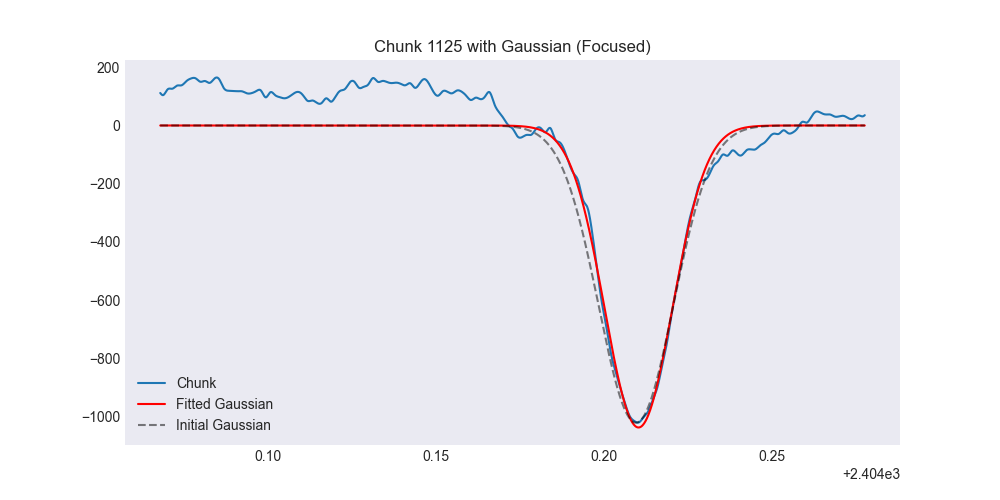 Chunk 1125 with Gaussian (Focused)
200
0
−200
−400
−600
−800
−1000
Chunk
Fitted Gaussian
Initial Gaussian
0.10 0.15 0.20 0.25
+2.404e3